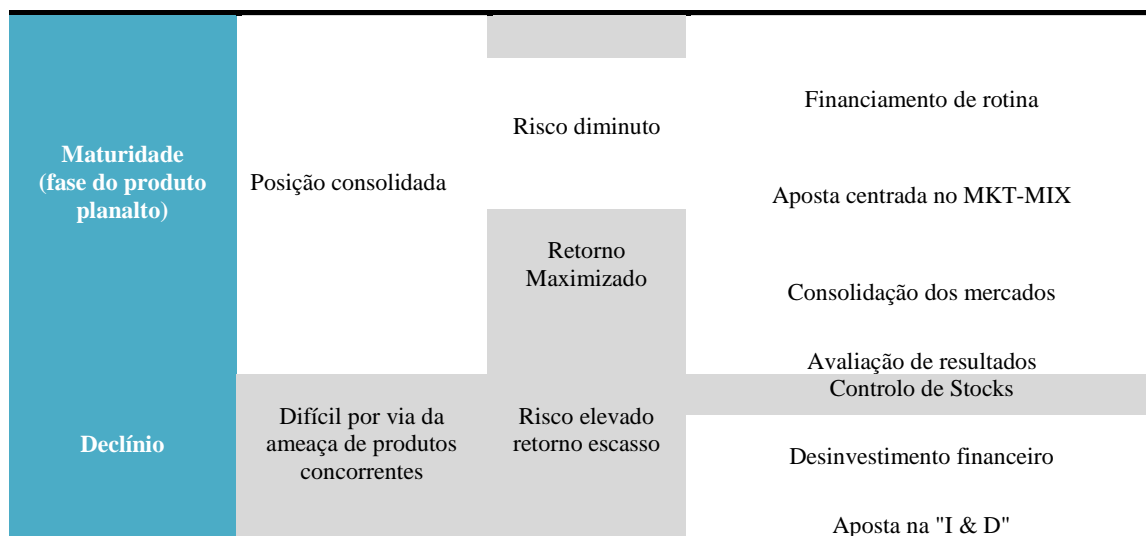 Maturidade
(fase do produto
planalto)
Posição consolidada
Risco diminuto
Retorno
Maximizado
Financiamento de rotina
Aposta centrada no MKT-MIX
Consolidação dos mercados
Avaliação de resultados
Declínio
Difícil por via da
ameaça de produtos
concorrentes
Risco elevado
retorno escasso
Controlo de Stocks
Desinvestimento financeiro
Aposta na "I & D"